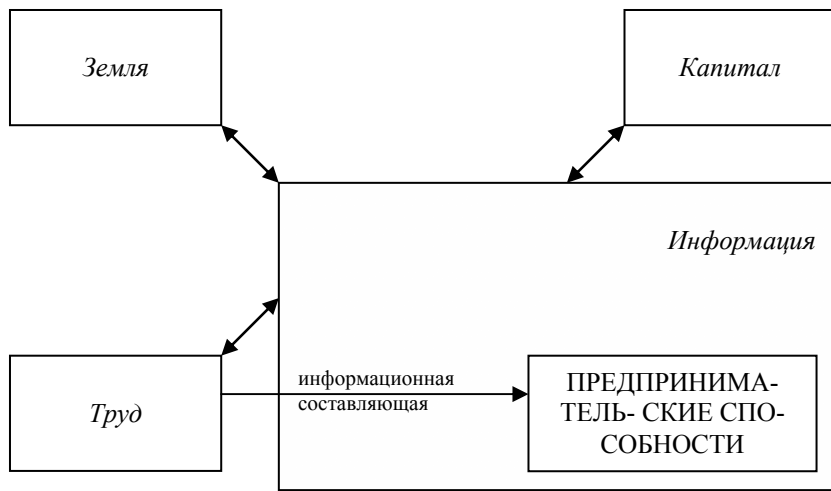 Земля
Капитал
Информация
информационная
составляющая
Труд
ПРЕДПРИНИМА-
ТЕЛЬ- СКИЕ СПО-
СОБНОСТИ